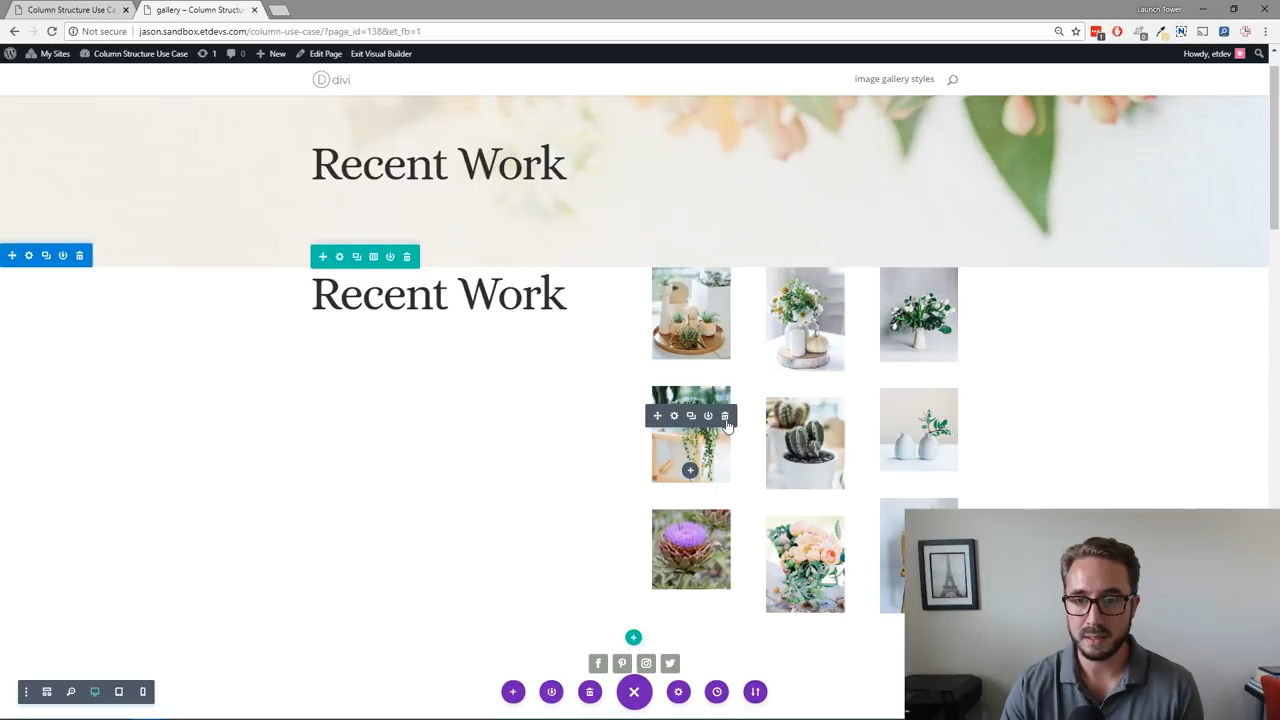 Launch Tower
Column Structure Use Ca
gallery – Column Structu
Not secure
jason.sandbox.etdevs.com/column-use-case/?page_id=138&et_fb=1
My Sites
Column Structure Use Case
1
New
Edit Page
Exit Visual Builder
Howdy, etdev
D divi
image gallery styles
Recent Work
Recent Work